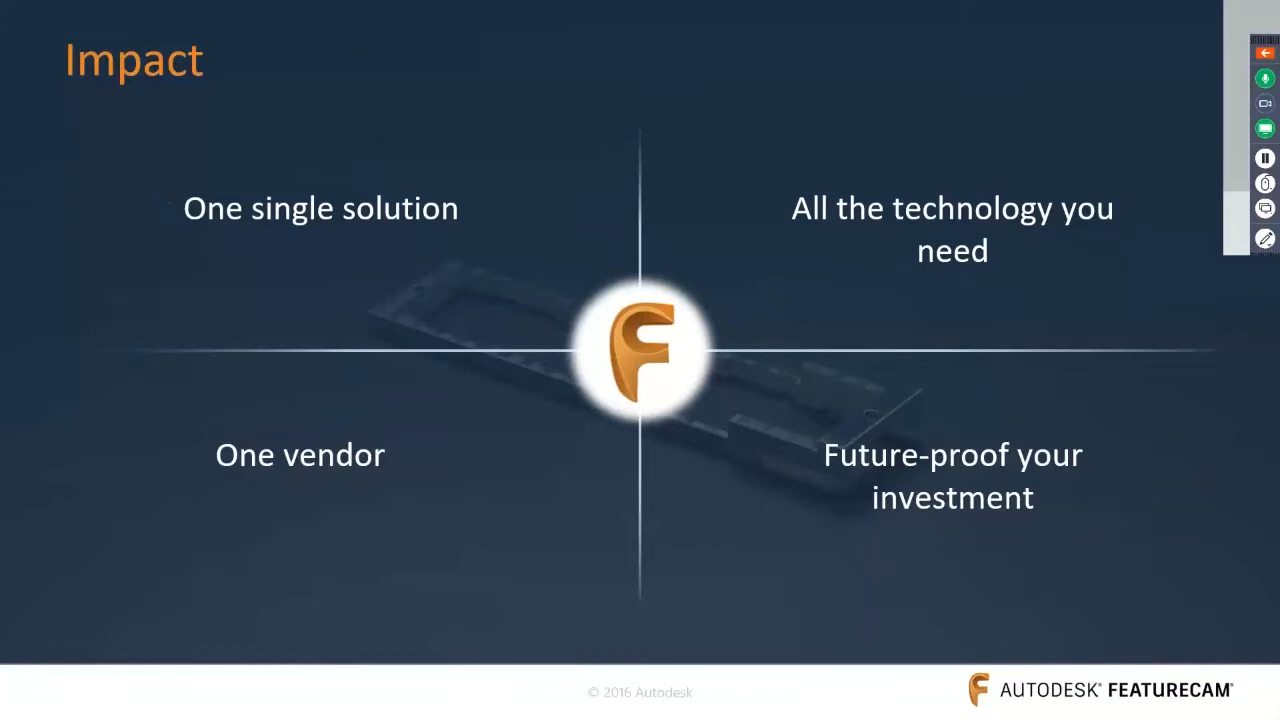 Impact
One single solution
All the technology you
need
One vendor
Future-proof your
investment
© 2016 Autodesk
AUTODESK® FEATURECAM®